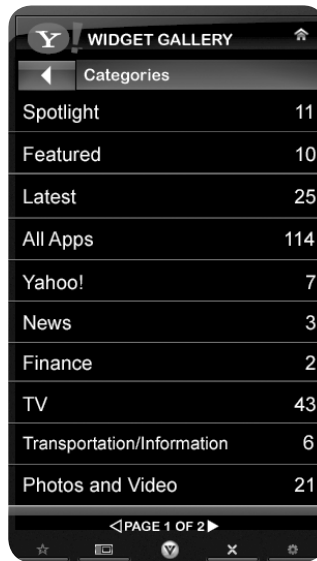 Y! WIDGET GALLERY
Categories
Spotlight 11
Featured 10
Latest 25
All Apps 114
Yahoo! 7
News 3
Finance 2
TV 43
Transportation/Information 6
Photos and Video 21
PAGE 1 OF 2